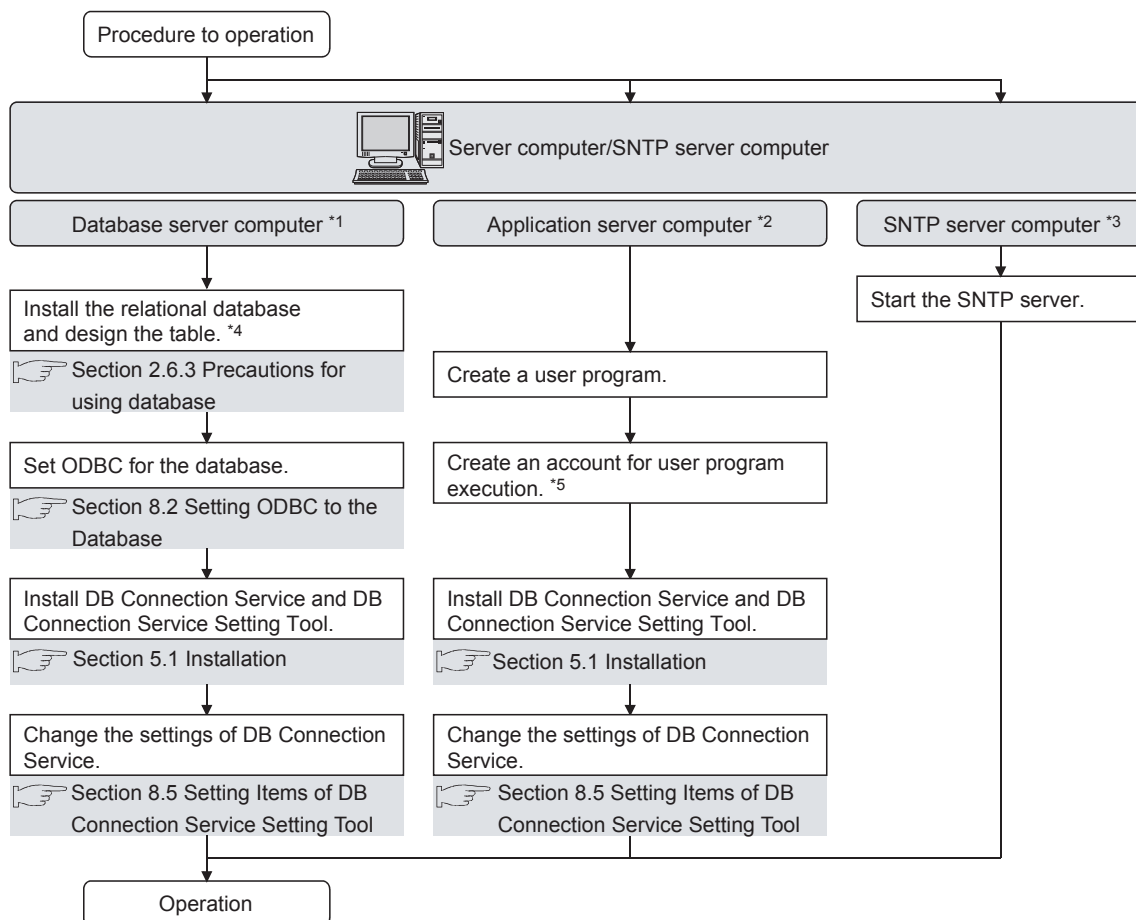 Procedure to operation
Server computer/SNTP server computer
Database server computer *1
Application server computer *2
SNTP server computer *3
Install the relational database
and design the table. *4
Section 2.6.3 Precautions for
using database
Set ODBC for the database.
Section 8.2 Setting ODBC to the
Database
Install DB Connection Service and DB
Connection Service Setting Tool.
Section 5.1 Installation
Change the settings of DB Connection
Service.
Section 8.5 Setting Items of DB
Connection Service Setting Tool
Create a user program.
Create an account for user program
execution. *5
Install DB Connection Service and DB
Connection Service Setting Tool.
Section 5.1 Installation
Change the settings of DB Connection
Service.
Section 8.5 Setting Items of DB
Connection Service Setting Tool
Start the SNTP server.
Operation